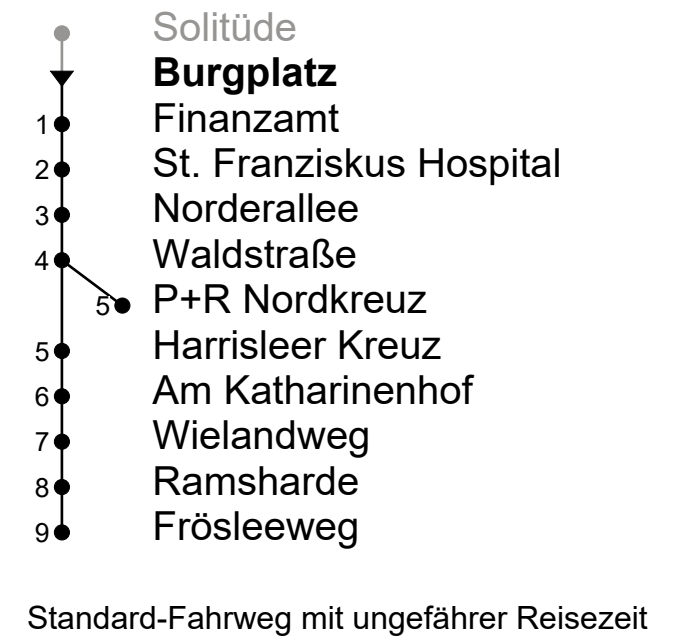 Solitüde
Burgplatz
1 Finanzamt
2 St. Franziskus Hospital
3 Norderallee
4 Waldstraße
5 P+R Nordkreuz
5 Harrisleer Kreuz
6 Am Katharinenhof
7 Wielandweg
8 Ramsharde
9 Frösleeweg
Standard-Fahrweg mit ungefährer Reisezeit